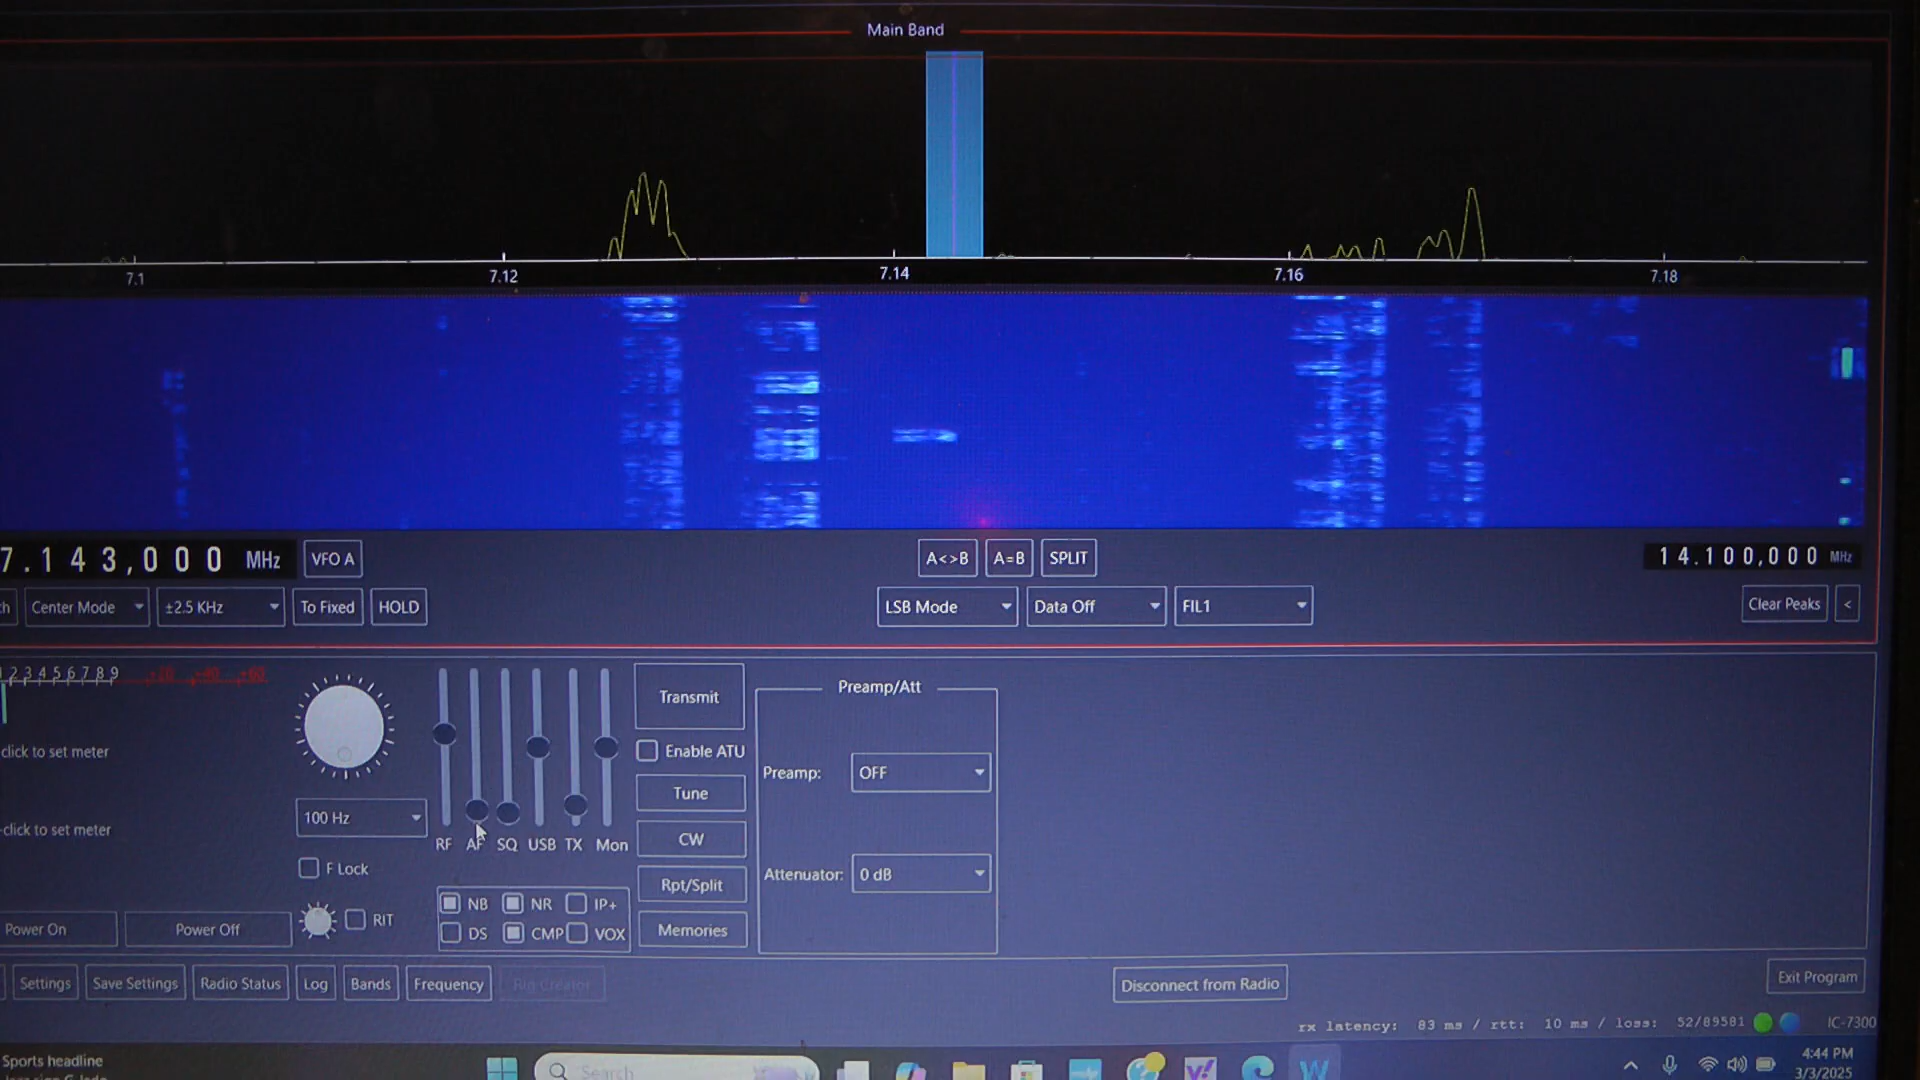 Main Band
7.1 7.12 7.14 7.16 7.18
7.143,000 MHz VFO A A<>B A=B SPLIT 14.100,000 MHz
h Center Mode ±2.5 KHz To Fixed HOLD LSB Mode Data Off FIL1 Clear Peaks <
2 3 4 5 6 7 8 9 +20 +40 +60
Transmit
Preamp/Att
click to set meter
Enable ATU
Preamp: OFF
Tune
100 Hz
-click to set meter
RF AF SQ USB TX Mon
CW
F Lock
Attenuator: 0 dB
Rpt/Split
NB NR IP+
RIT
Power On Power Off
DS CMP VOX
Memories
Settings Save Settings Radio Status Log Bands Frequency Rig Creator Disconnect from Radio Exit Program
rx latency: 83 ms / rtt: 10 ms / loss: 52/89581 IC-7300
Sports headline
Search
4:44 PM
3/3/2025